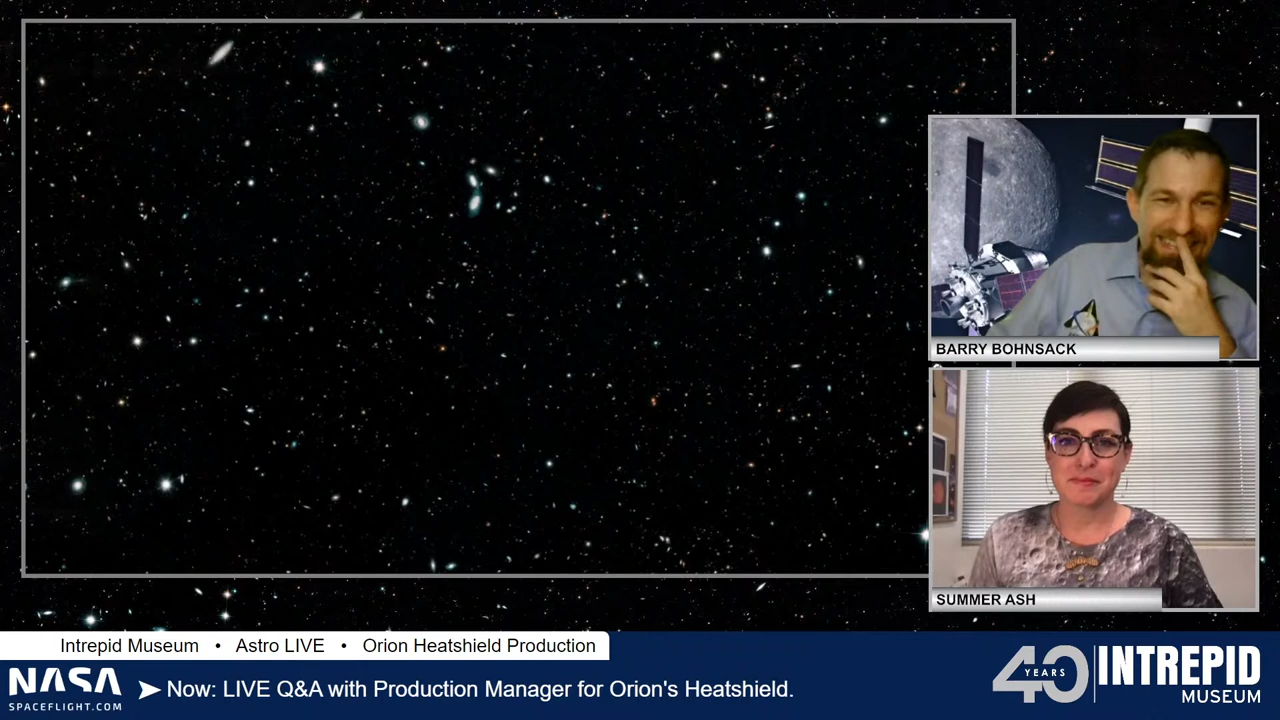 BARRY BOHNSACK
SUMMER ASH
Intrepid Museum • Astro LIVE • Orion Heatshield Production
NASA
SPACEFLIGHT.COM
Now: LIVE Q&A with Production Manager for Orion's Heatshield.
40
YEARS
INTREPID
MUSEUM